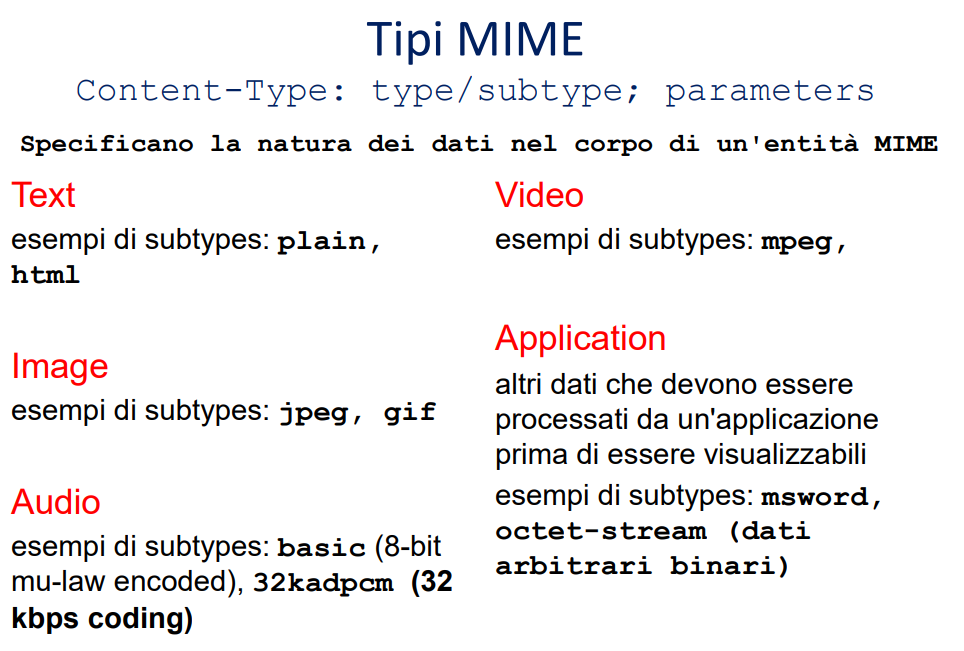 Tipi MIME
Content-Type: type/subtype; parameters
Specificano la natura dei dati nel corpo di un'entità MIME
Text
esempi di subtypes: plain,
html
Image
esempi di subtypes: jpeg, gif
Audio
esempi di subtypes: basic (8-bit
mu-law encoded), 32kadpcm (32
kbps coding)
Video
esempi di subtypes: mpeg,
Application
altri dati che devono essere
processati da un'applicazione
prima di essere visualizzabili
esempi di subtypes: msword,
octet-stream (dati
arbitrari binari)